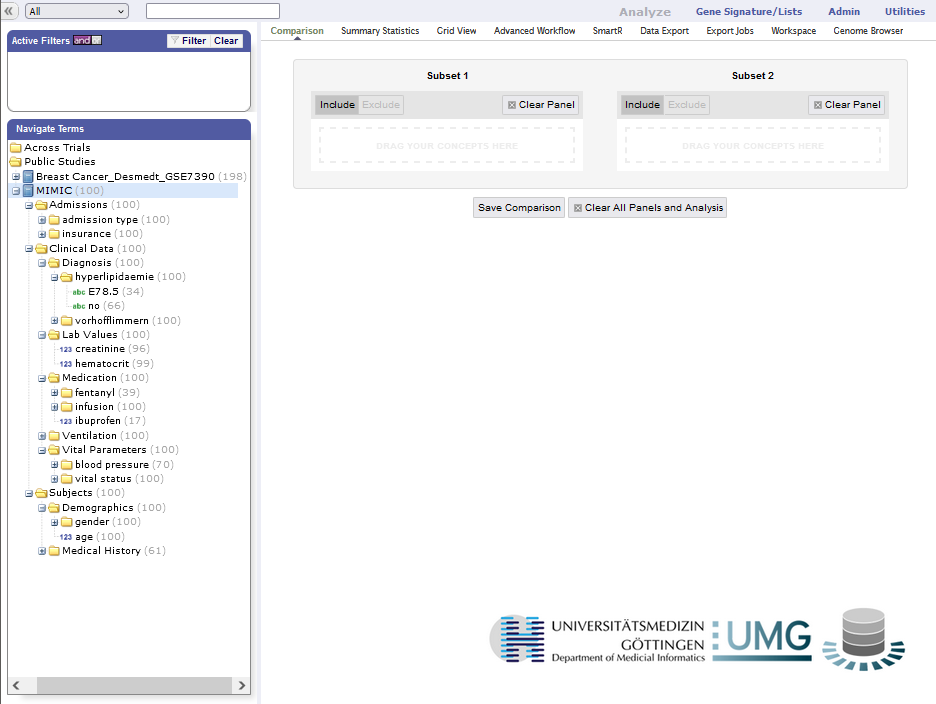 All
Analyze Gene Signature/Lists Admin Utilities
Active Filters and Filter Clear
Comparison Summary Statistics Grid View Advanced Workflow SmartR Data Export Export Jobs Workspace Genome Browser
Subset 1 Subset 2
Include Exclude Clear Panel Include Exclude Clear Panel
DRAG YOUR CONCEPTS HERE DRAG YOUR CONCEPTS HERE
Save Comparison Clear All Panels and Analysis
Navigate Terms
Across Trials
Public Studies
Breast Cancer_Desmedt_GSE7390 (198)
MIMIC (100)
Admissions (100)
admission type (100)
insurance (100)
Clinical Data (100)
Diagnosis (100)
hyperlipidaemie (100)
abc E78.5 (34)
abc no (66)
vorhofflimmern (100)
Lab Values (100)
123 creatinine (96)
123 hematocrit (99)
Medication (100)
fentanyl (39)
infusion (100)
123 ibuprofen (17)
Ventilation (100)
Vital Parameters (100)
blood pressure (70)
vital status (100)
Subjects (100)
Demographics (100)
gender (100)
123 age (100)
Medical History (61)
UNIVERSITÄTSMEDIZIN
GÖTTINGEN
Department of Medicial Informatics
UMG